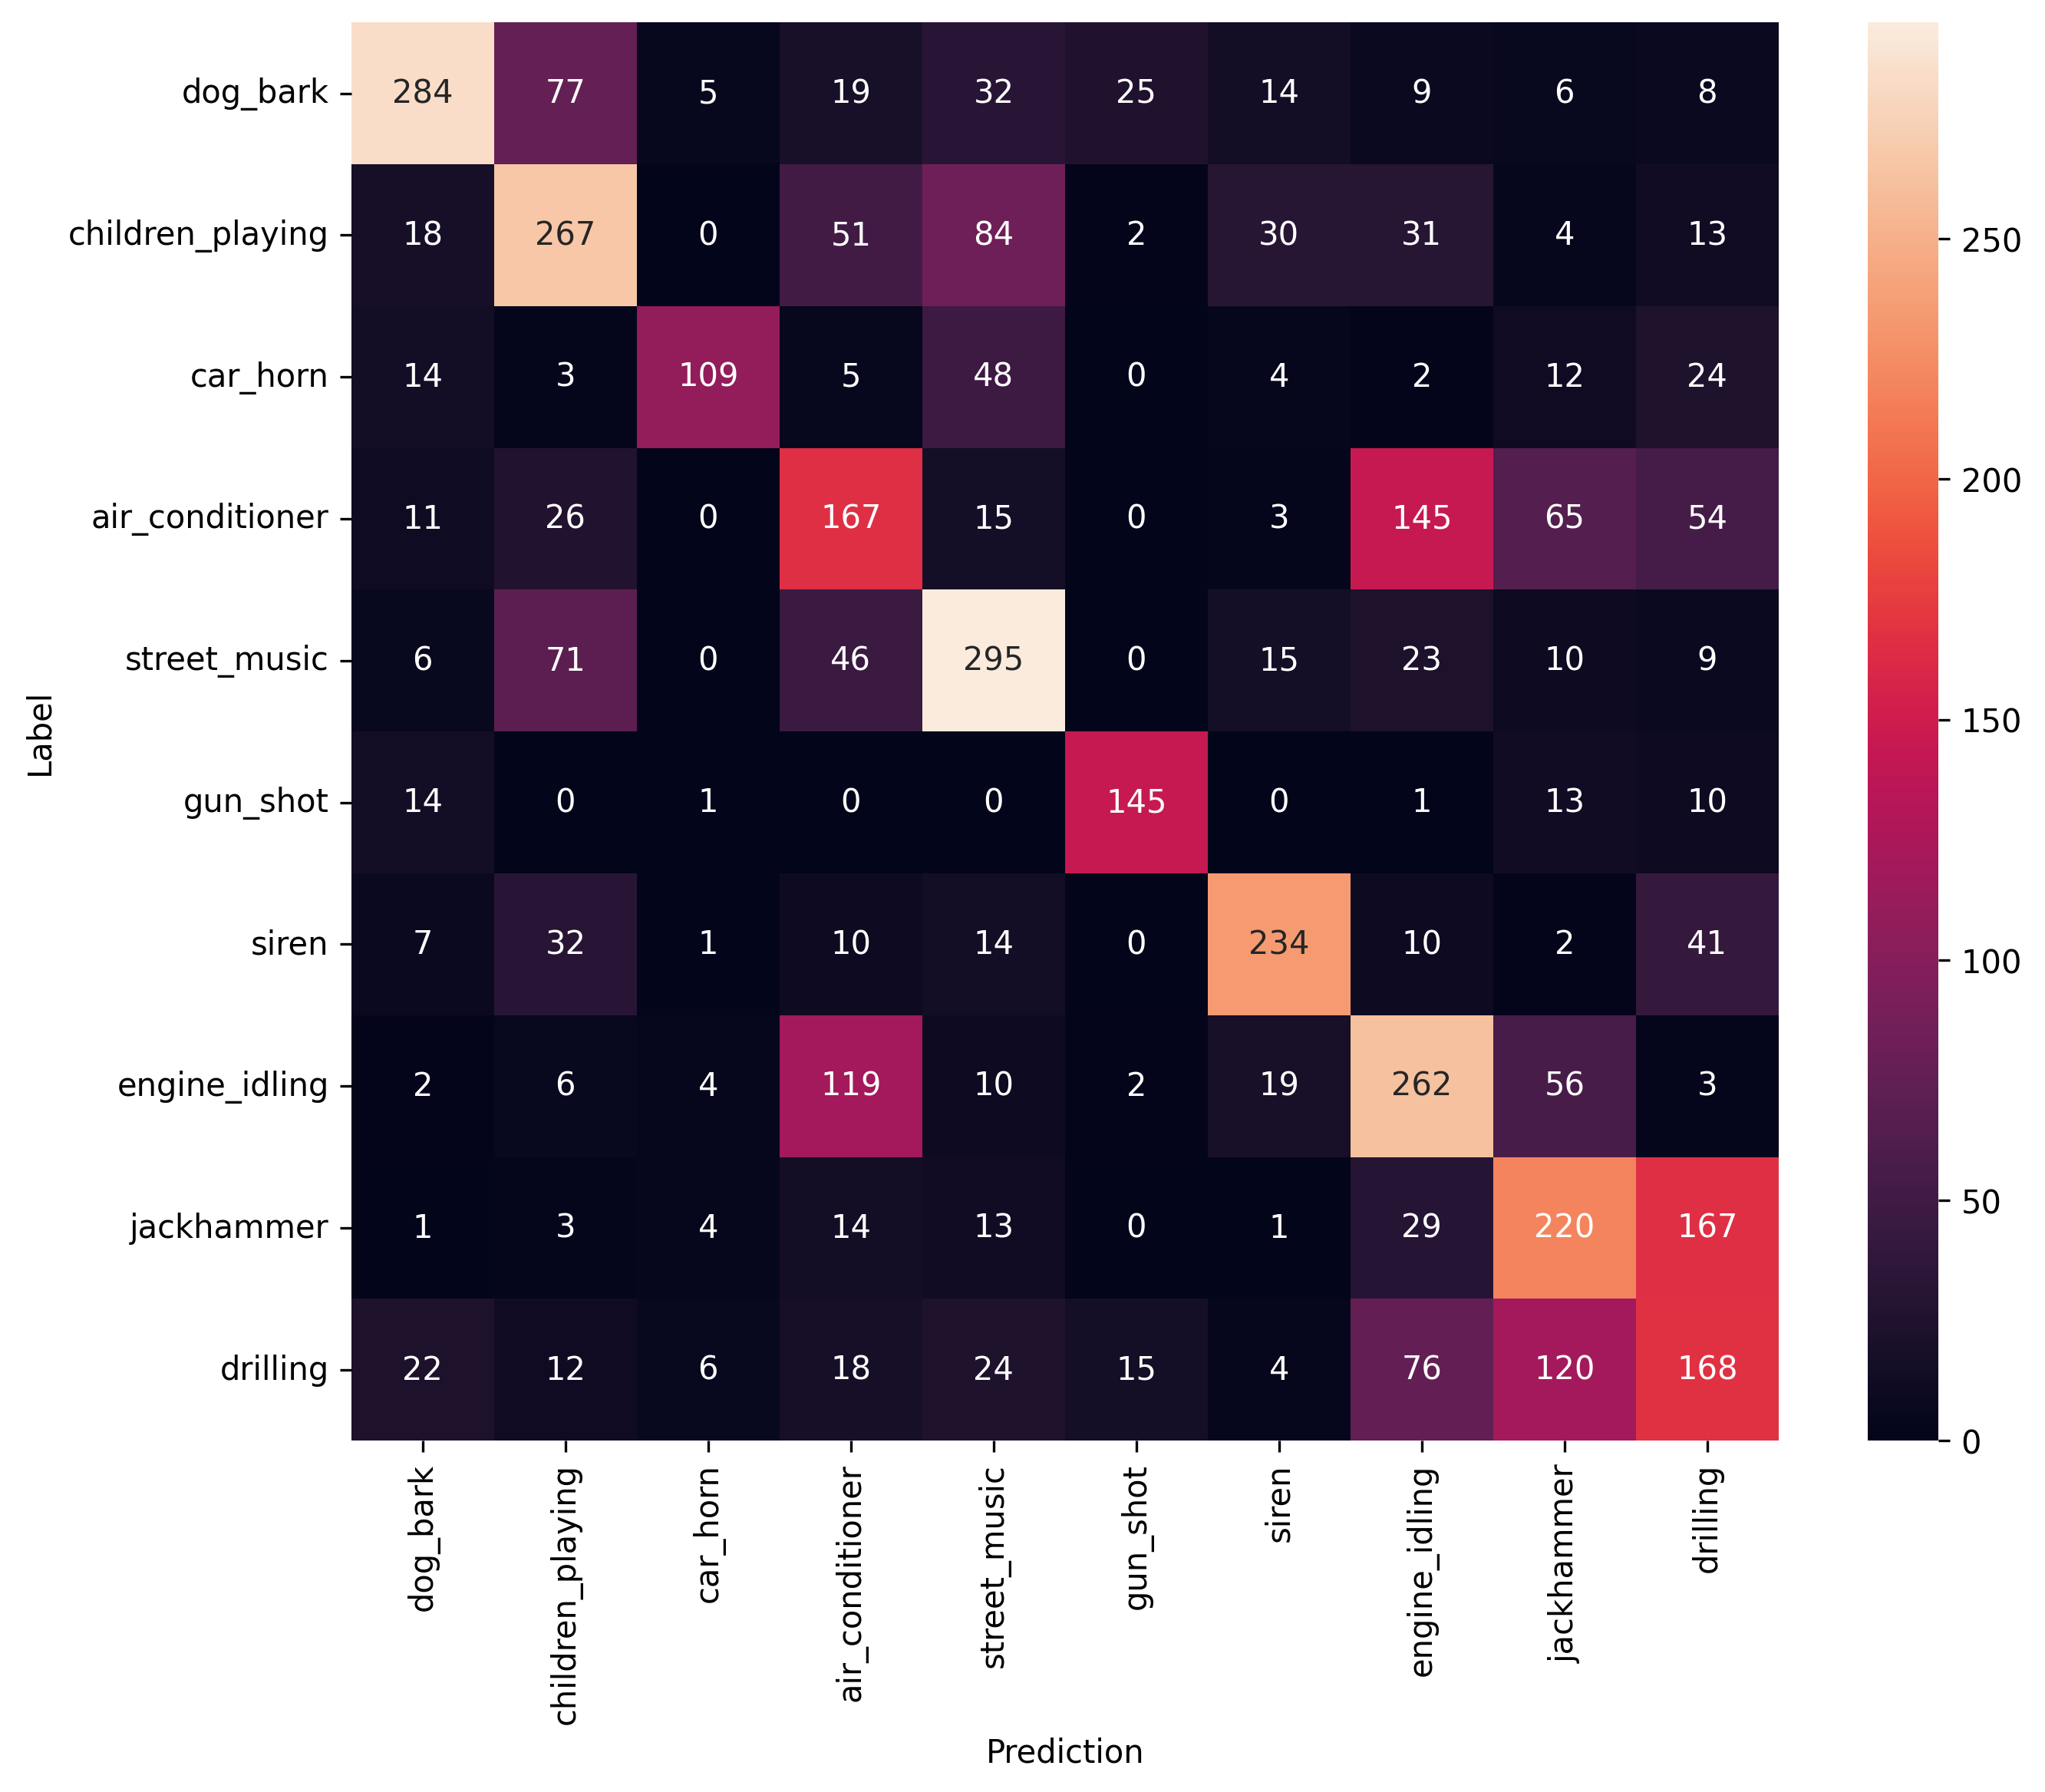 dog_bark 284 77 5 19 32 25 14 9 6 8
children_playing 18 267 0 51 84 2 30 31 4 13
car_horn 14 3 109 5 48 0 4 2 12 24
air_conditioner 11 26 0 167 15 0 3 145 65 54
street_music 6 71 0 46 295 0 15 23 10 9
gun_shot 14 0 1 0 0 145 0 1 13 10
siren 7 32 1 10 14 0 234 10 2 41
engine_idling 2 6 4 119 10 2 19 262 56 3
jackhammer 1 3 4 14 13 0 1 29 220 167
drilling 22 12 6 18 24 15 4 76 120 168
Label
dog_bark
children_playing
car_horn
air_conditioner
street_music
gun_shot
siren
engine_idling
jackhammer
drilling
Prediction
250
200
150
100
50
0